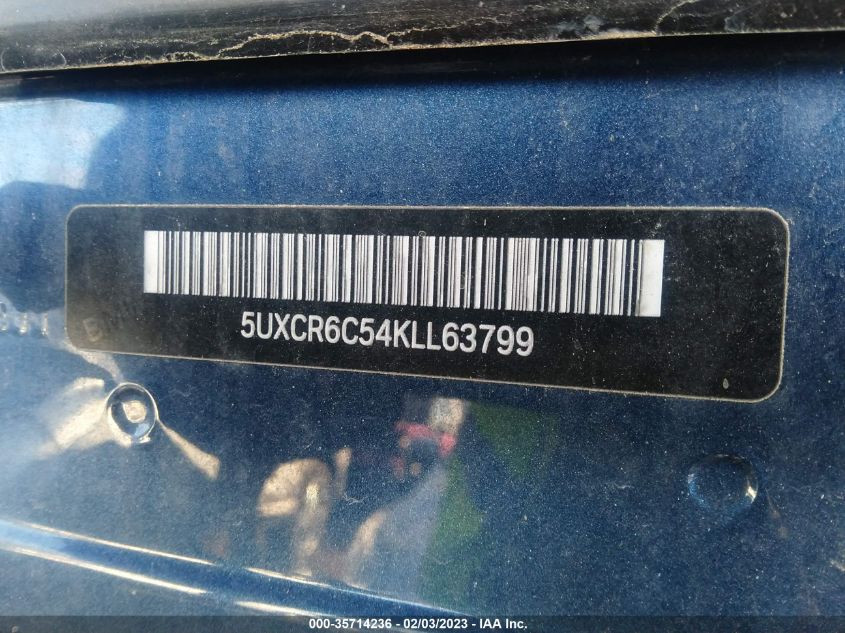 5UXCR6C54KLL63799
000-35714236 - 02/03/2023 - IAA Inc.